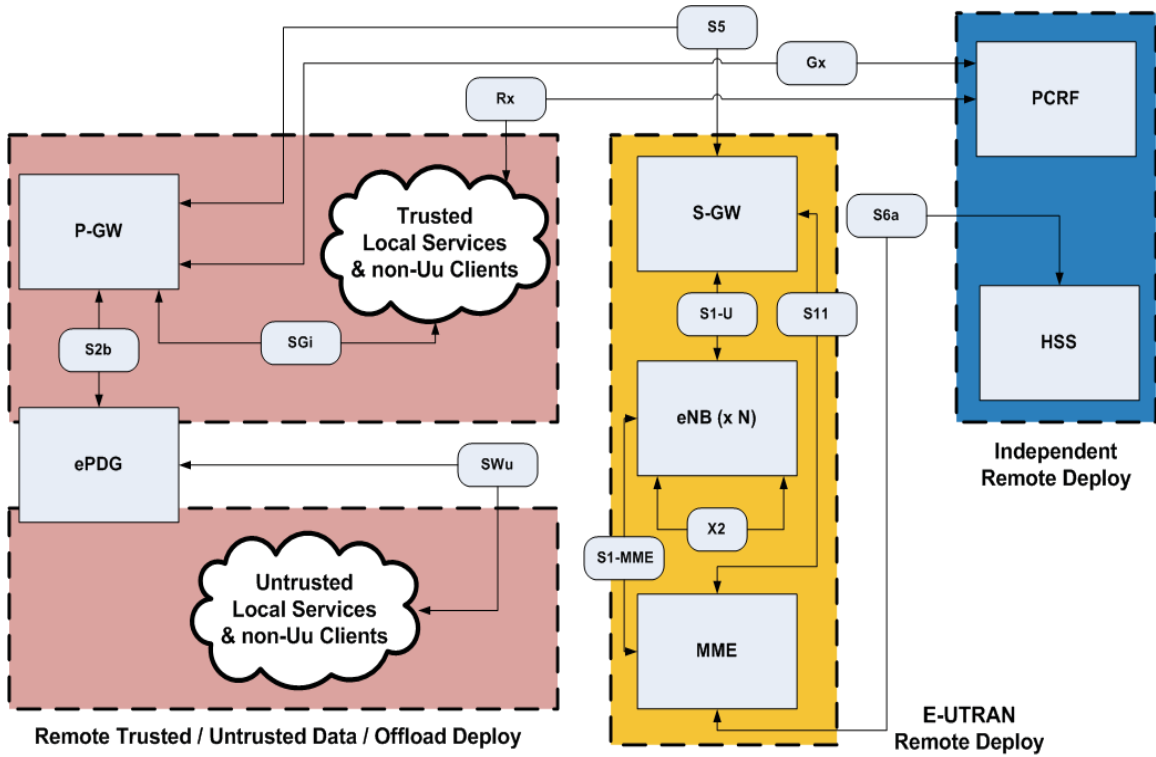 S5
Gx
Rx
PCRF
P-GW
Trusted
Local Services
& non-Uu Clients
S-GW
S6a
S2b
SGi
S1-U
S11
HSS
eNB (x N)
ePDG
SWu
Independent
Remote Deploy
X2
S1-MME
Untrusted
Local Services
& non-Uu Clients
MME
Remote Trusted / Untrusted Data / Offload Deploy
E-UTRAN
Remote Deploy